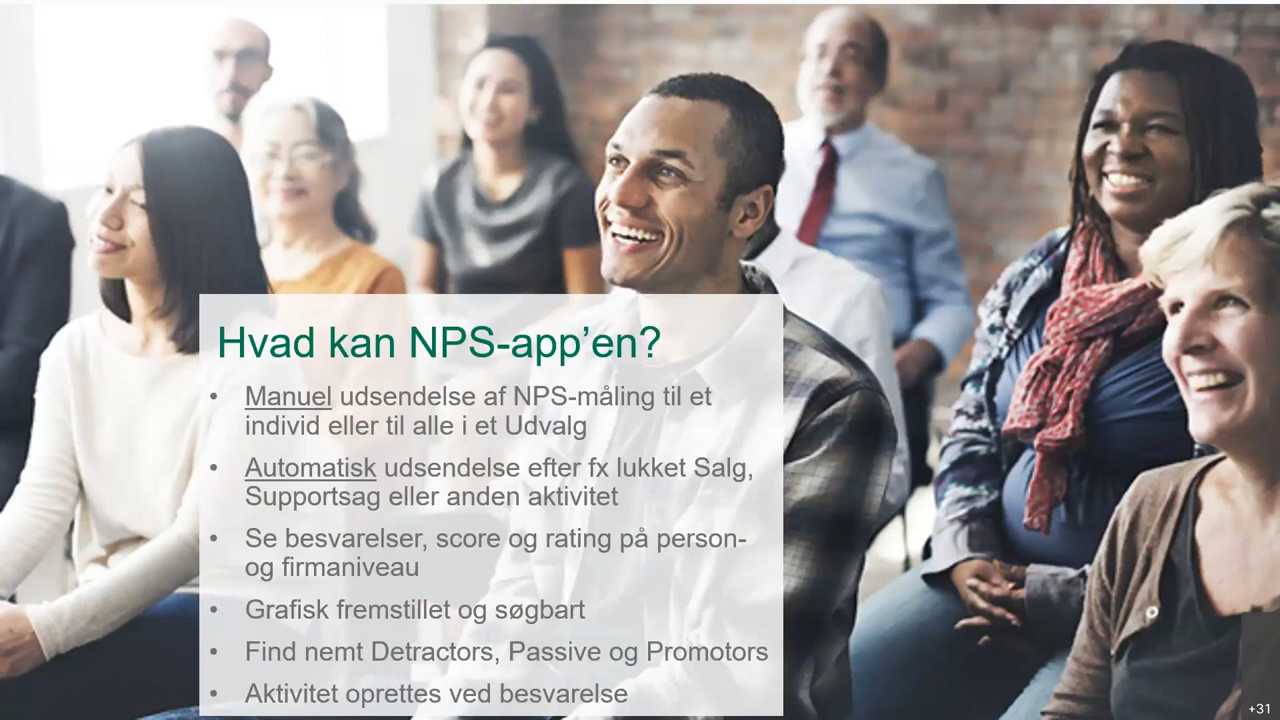 Hvad kan NPS-app’en?
• Manuel udsendelse af NPS-måling til et
individ eller til alle i et Udvalg
• Automatisk udsendelse efter fx lukket Salg,
Supportsag eller anden aktivitet
• Se besvarelser, score og rating på person-
og firmaniveau
• Grafisk fremstillet og søgbart
• Find nemt Detractors, Passive og Promotors
• Aktivitet oprettes ved besvarelse
+31